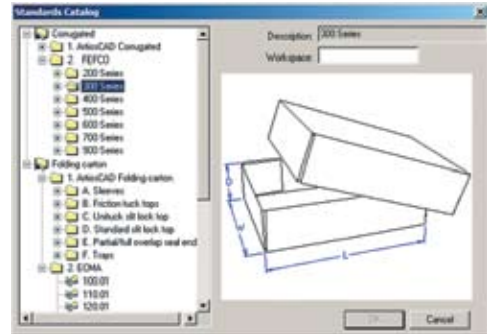 Standards Catalog
Corrugated
1. ArtiosCAD Corrugated
2. FEFCO
200 Series
300 Series
400 Series
500 Series
600 Series
700 Series
900 Series
Folding carton
1. ArtiosCAD Folding carton
A. Sleeves
B. Friction tuck tops
C. Unituck slit lock top
D. Standard slit lock top
E. Partial/full overlap seal end
F. Trays
2. ECMA
100.01
110.01
120.01
Description: 300 Series
Workspace:
D
W
L
OK
Cancel